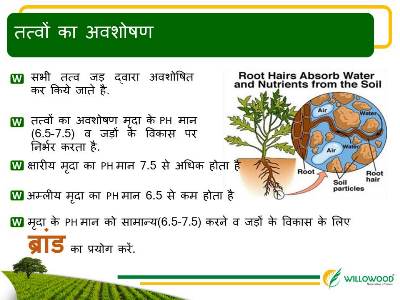 तत्वों का अवशोषण
सभी तत्व जड़ द्वारा अवशोषित
कर किये जाते है.
तत्वों का अवशोषण मृदा के PH मान
(6.5-7.5) व जड़ों के विकास पर
निर्भर करता है.
क्षारीय मृदा का PH मान 7.5 से अधिक होता है
अम्लीय मृदा का PH मान 6.5 से कम होता है
मृदा के PH मान को सामान्य(6.5-7.5) करने व जड़ों के विकास के लिए
ब्रांड का प्रयोग करें.
Root Hairs Absorb Water
and Nutrients from the Soil
Air
Water
Air
Water
Root
Soil
particles
Root
hair
WILLOWOOD